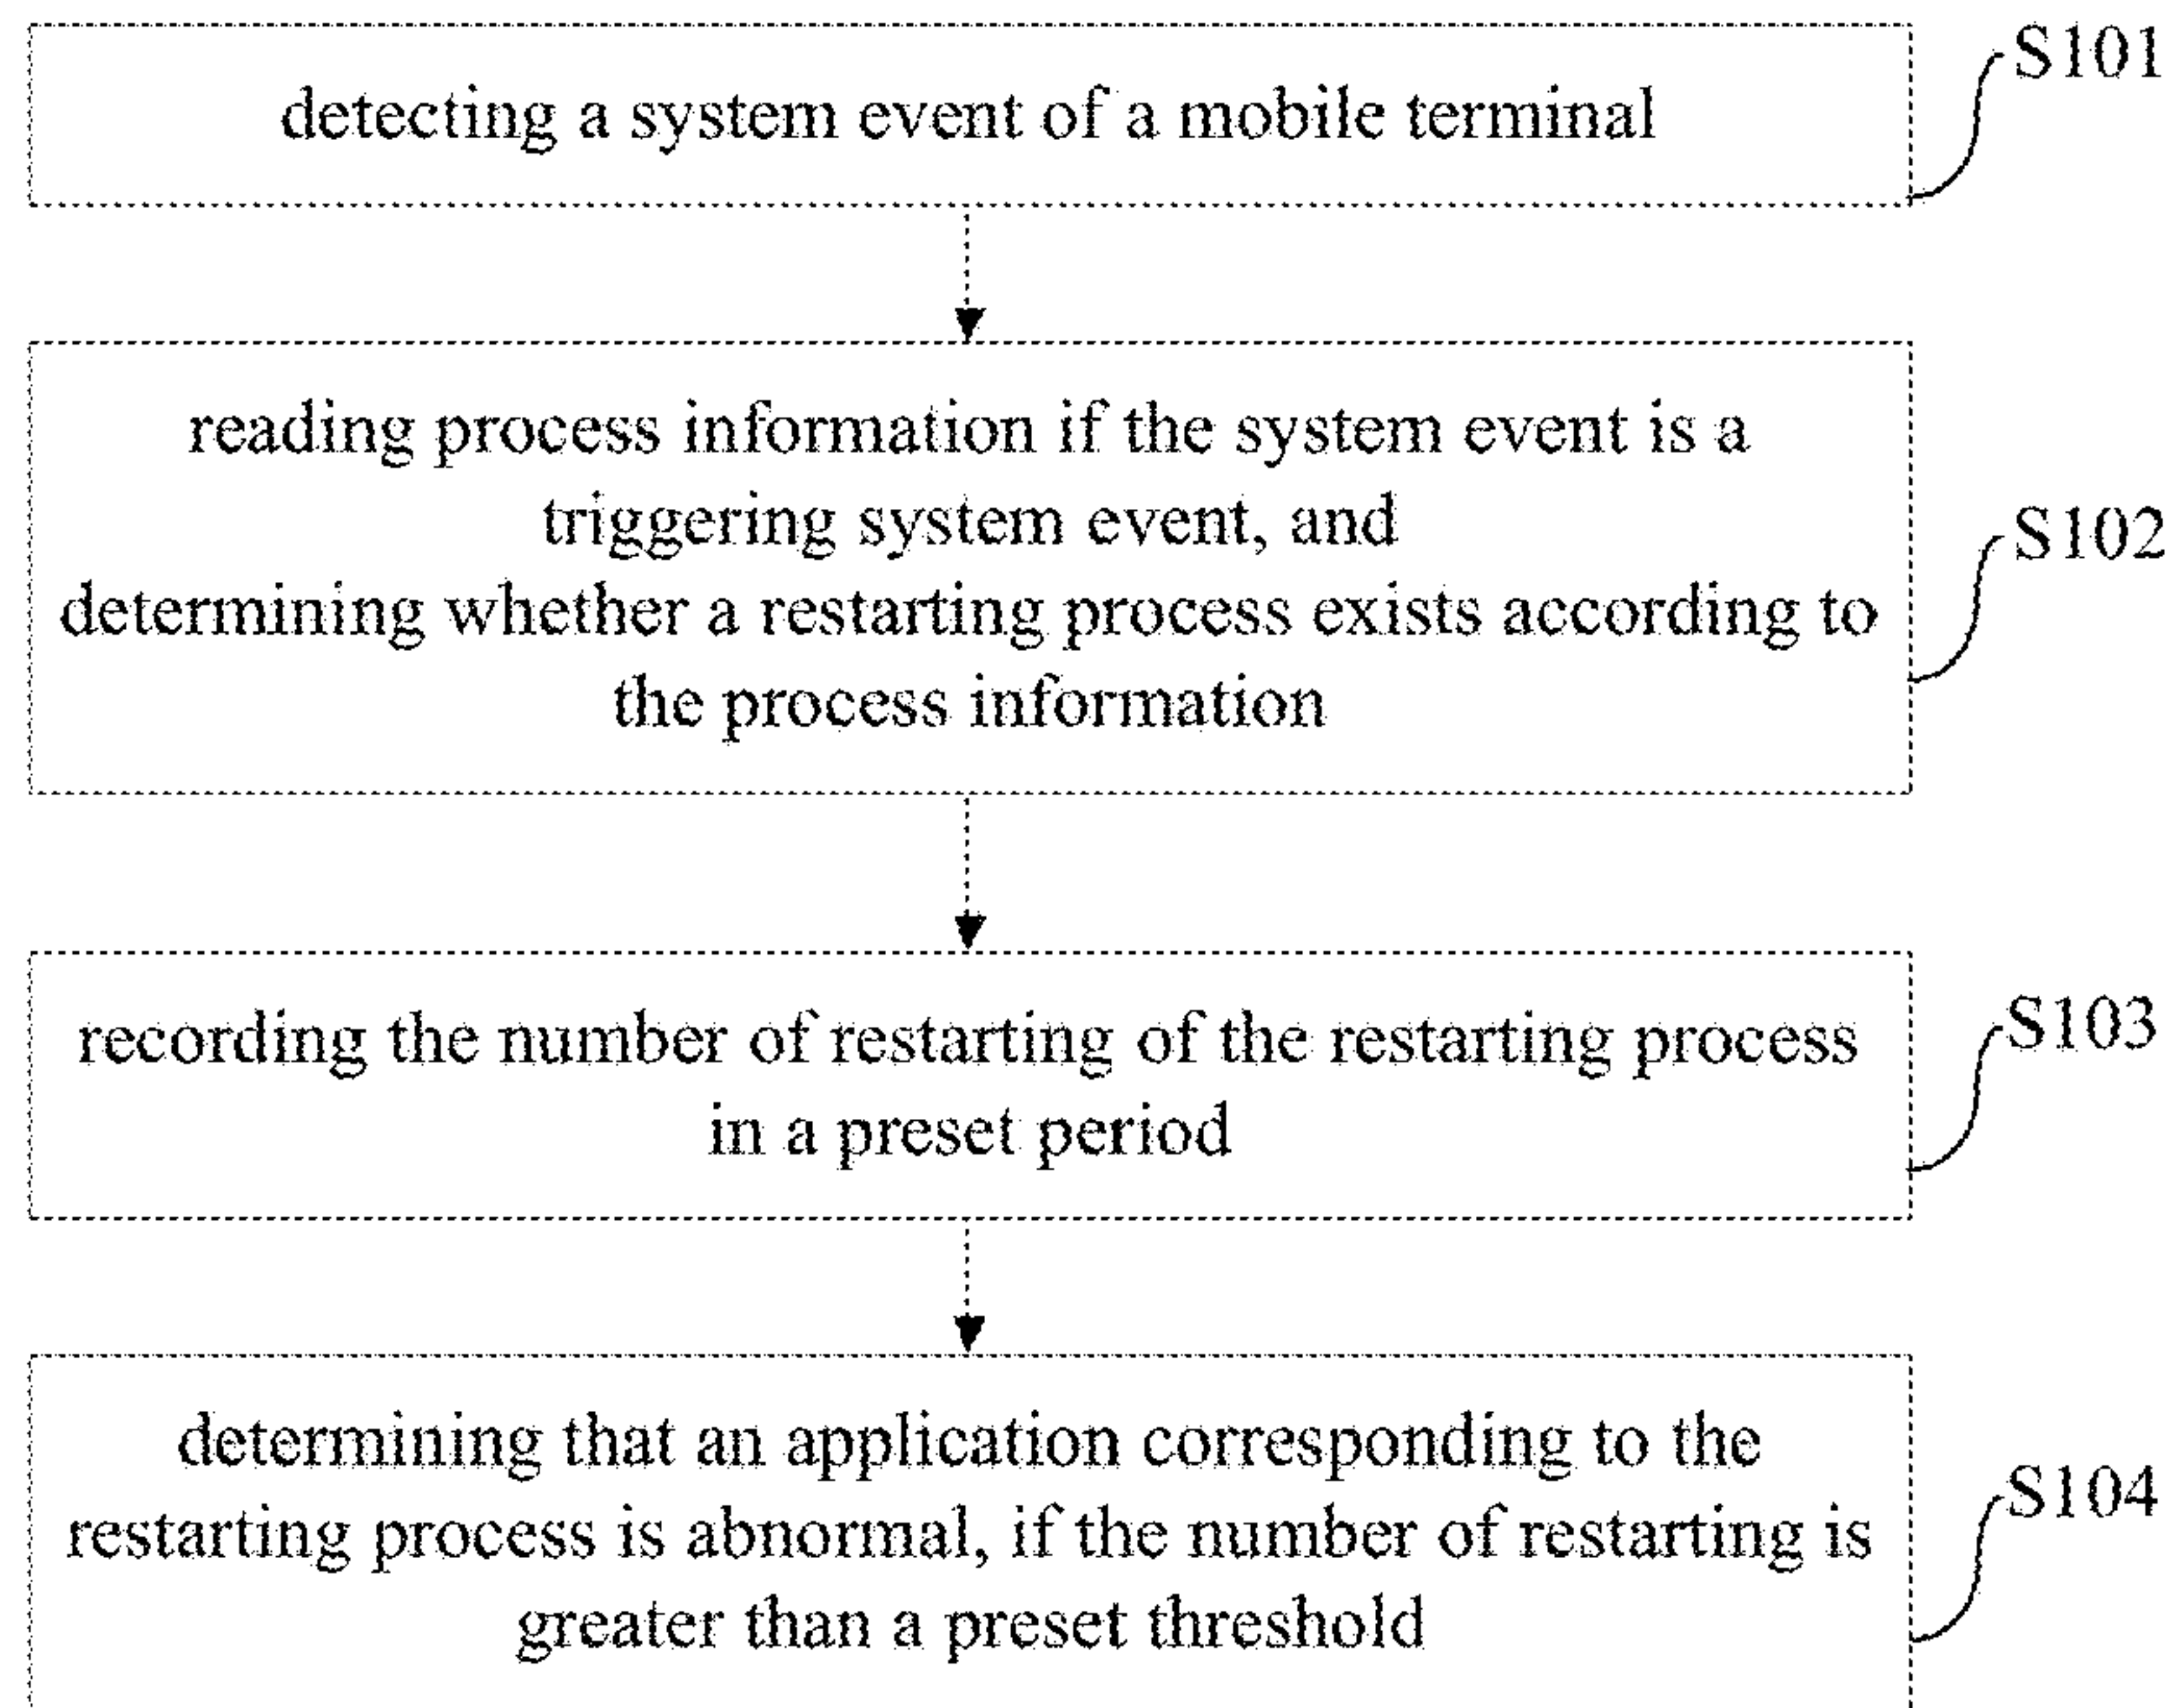 detecting a system event of a mobile terminal
S101
reading process information if the system event is a
triggering system event, and
determining whether a restarting process exists according to
the process information
S102
recording the number of restarting of the restarting process
in a preset period
S103
determining that an application corresponding to the
restarting process is abnormal, if the number of restarting is
greater than a preset threshold
S104